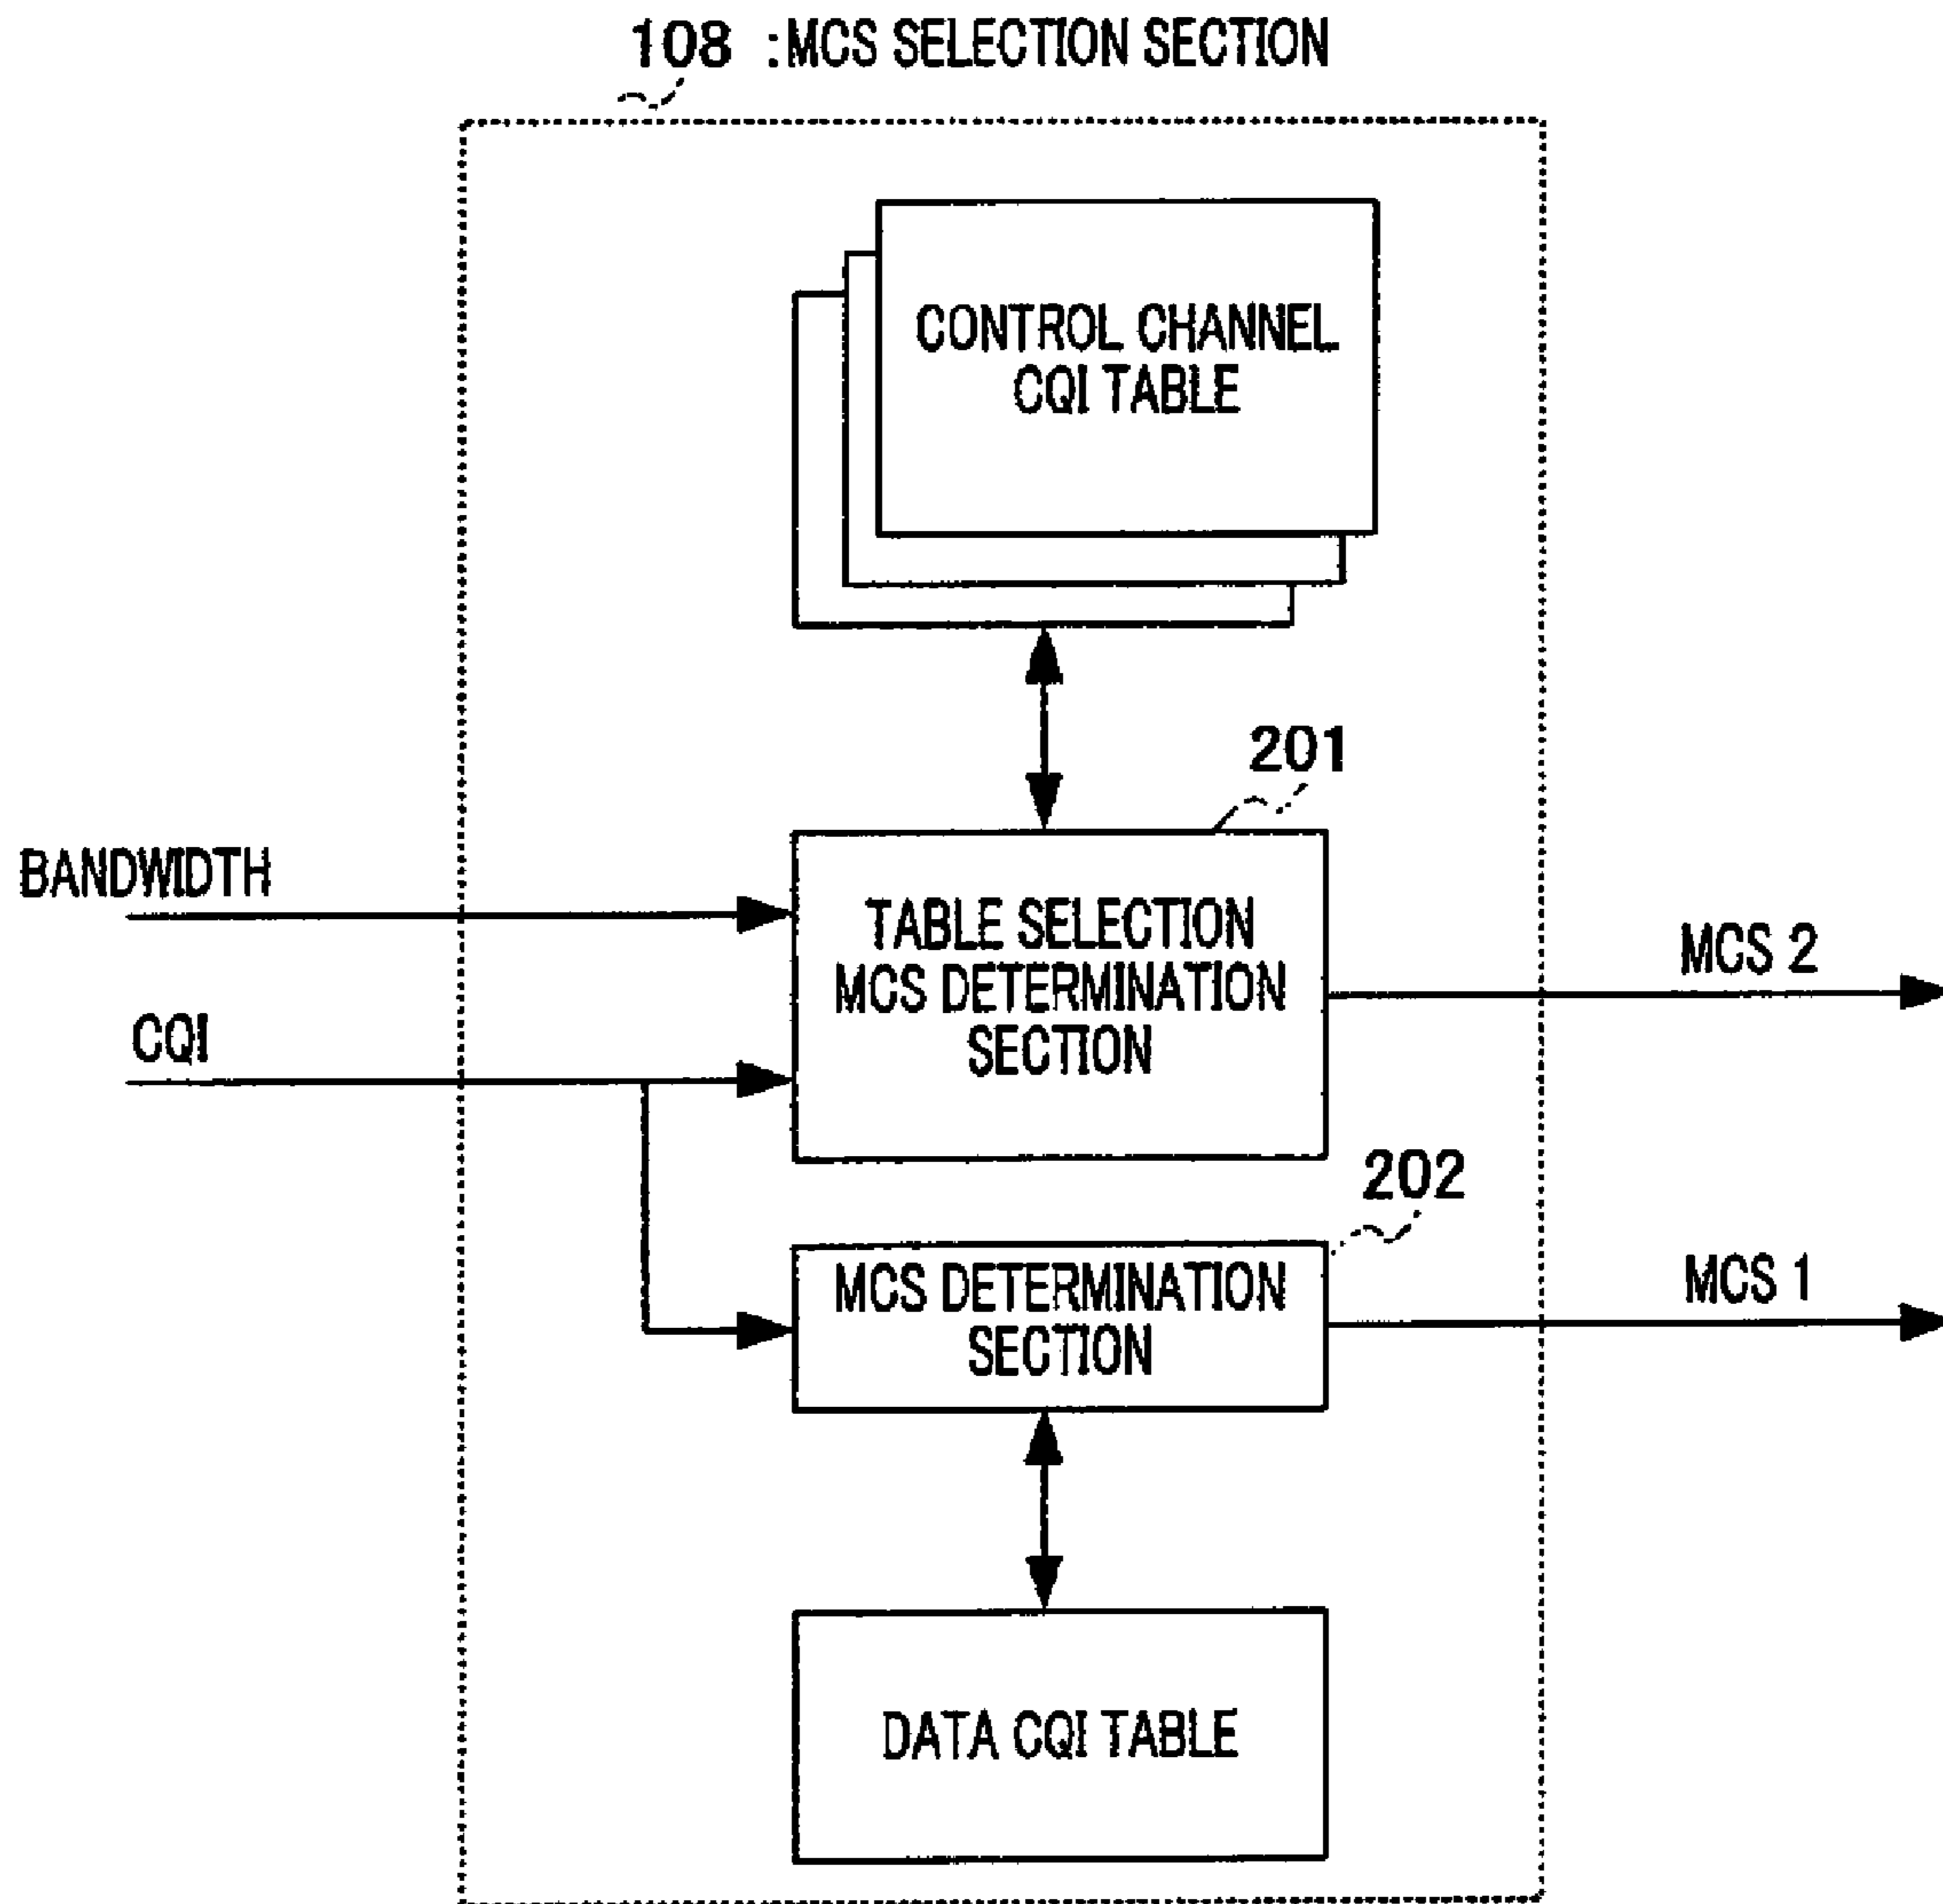 108 :MCS SELECTION SECTION
CONTROL CHANNEL
CQI TABLE
201
BANDWIDTH
TABLE SELECTION
MCS DETERMINATION
SECTION
MCS 2
CQI
202
MCS DETERMINATION
SECTION
MCS 1
DATA CQI TABLE